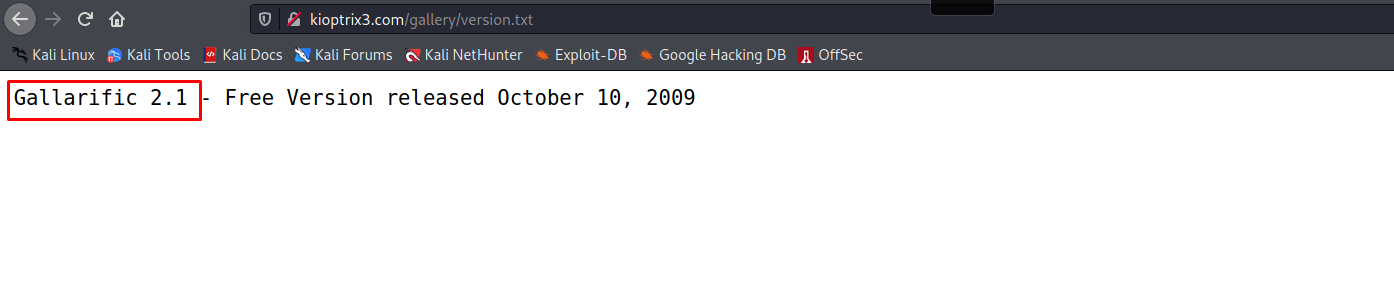 kioptrix3.com/gallery/version.txt
Kali Linux Kali Tools Kali Docs Kali Forums Kali NetHunter Exploit-DB Google Hacking DB OffSec
Gallarific 2.1 - Free Version released October 10, 2009